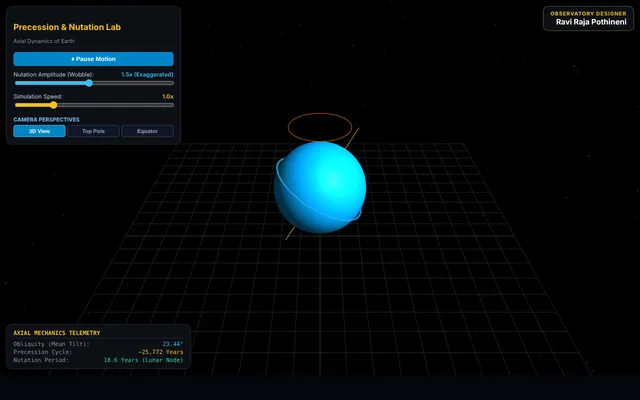 Precession & Nutation Lab
Axial Dynamics of Earth
⏸ Pause Motion
Nutation Amplitude (Wobble): 1.5x (Exaggerated)
Simulation Speed: 1.0x
CAMERA PERSPECTIVES
3D View Top Pole Equator
OBSERVATORY DESIGNER
Ravi Raja Pothineni
AXIAL MECHANICS TELEMETRY
Obliquity (Mean Tilt): 23.44°
Precession Cycle: ~25,772 Years
Nutation Period: 18.6 Years (Lunar Node)